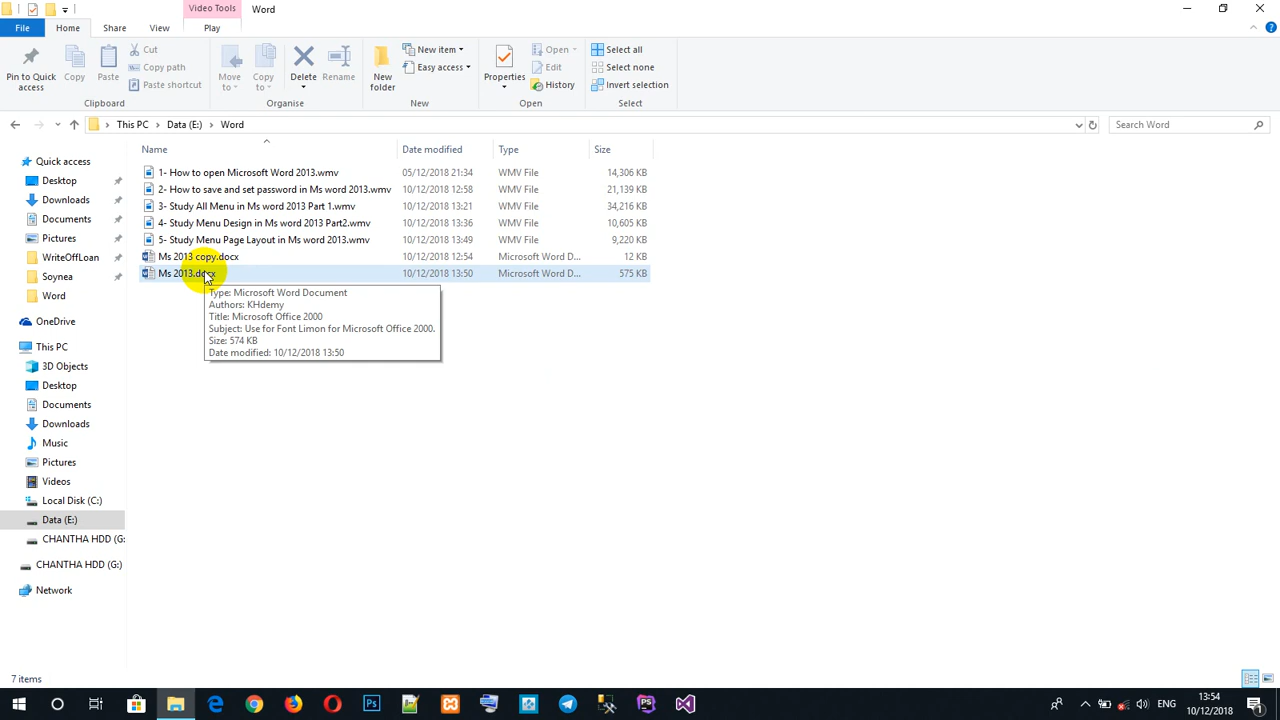 Video Tools
Word
File
Home
Share
View
Play
Pin to Quick
access
Copy
Paste
Cut
Copy path
Paste shortcut
Clipboard
Move
to
Copy
to
Delete
Rename
Organise
New
folder
New item
Easy access
New
Properties
Open
Edit
History
Open
Select all
Select none
Invert selection
Select
This PC
Data (E:)
Word
Search Word
Name
Date modified
Type
Size
1- How to open Microsoft Word 2013.wmv 05/12/2018 21:34 WMV File 14,306 KB
2- How to save and set password in Ms word 2013.wmv 10/12/2018 12:58 WMV File 21,139 KB
3- Study All Menu in Ms word 2013 Part 1.wmv 10/12/2018 13:21 WMV File 34,216 KB
4- Study Menu Design in Ms word 2013 Part2.wmv 10/12/2018 13:36 WMV File 10,605 KB
5- Study Menu Page Layout in Ms word 2013.wmv 10/12/2018 13:49 WMV File 9,220 KB
Ms 2013 copy.docx 10/12/2018 12:54 Microsoft Word D... 12 KB
Ms 2013.docx 10/12/2018 13:50 Microsoft Word D... 575 KB
Type: Microsoft Word Document
Authors: KHdemy
Title: Microsoft Office 2000
Subject: Use for Font Limon for Microsoft Office 2000.
Size: 574 KB
Date modified: 10/12/2018 13:50
Quick access
Desktop
Downloads
Documents
Pictures
WriteOffLoan
Soynea
Word
OneDrive
This PC
3D Objects
Desktop
Documents
Downloads
Music
Pictures
Videos
Local Disk (C:)
Data (E:)
CHANTHA HDD (G:
CHANTHA HDD (G:)
Network
7 items
Ps
PS
ENG
13:54
10/12/2018
1